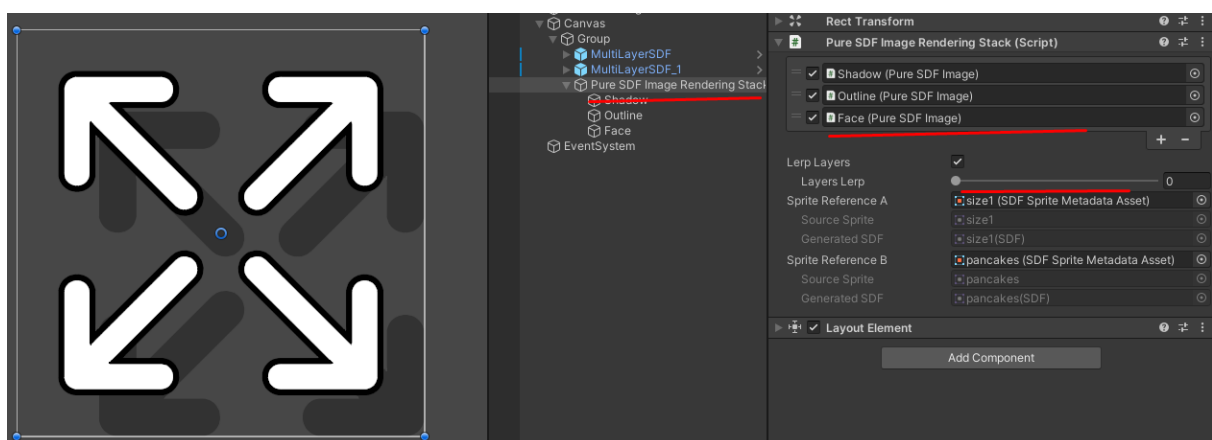 Canvas
Group
MultiLayerSDF
MultiLayerSDF_1
Pure SDF Image Rendering Stack
Shadow
Outline
Face
EventSystem
Rect Transform
# Pure SDF Image Rendering Stack (Script)
Shadow (Pure SDF Image)
Outline (Pure SDF Image)
Face (Pure SDF Image)
+ −
Lerp Layers
Layers Lerp 0
Sprite Reference A size1 (SDF Sprite Metadata Asset)
Source Sprite size1
Generated SDF size1(SDF)
Sprite Reference B pancakes (SDF Sprite Metadata Asset)
Source Sprite pancakes
Generated SDF pancakes(SDF)
Layout Element
Add Component